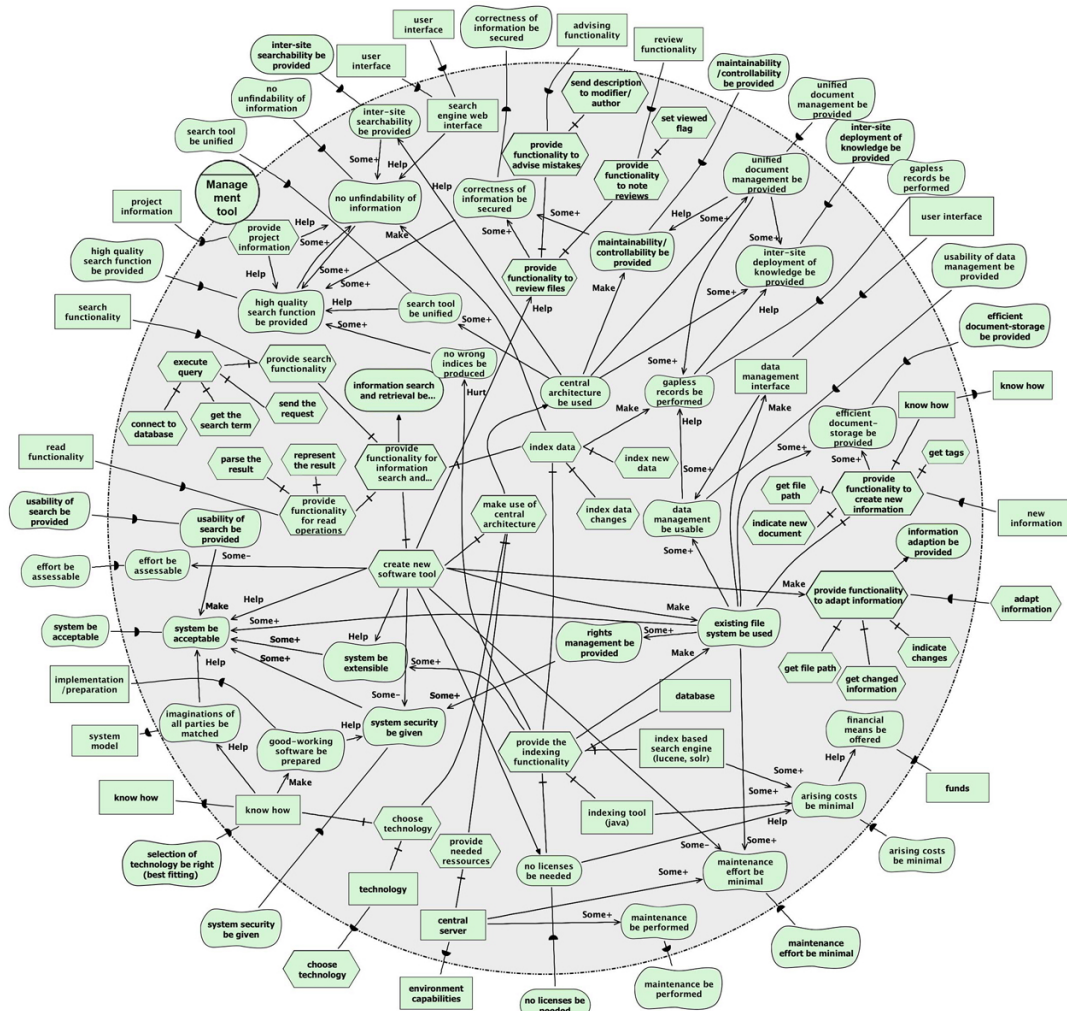 user
interface
correctness of
information be
secured
advising
functionality
review
functionality
inter-site
searchability be
provided
user
interface
maintainability
/controllability
be provided
unified
document
management be
provided
no
unfindability of
information
inter-site
searchability
be provided
search
engine web
interface
send description
to modifier/
author
set viewed
flag
inter-site
deployment of
knowledge be
provided
search tool
be unified
provide
functionality to
advise mistakes
provide
functionality
to note
reviews
unified
document
management be
provided
gapless
records be
performed
Some+
Help
Manage
ment
tool
no unfindability
of information
correctness of
information be
secured
Help
Help
project
information
provide
project
information
Help
Some+
Make
Some+
Some+
maintainability/
controllability be
provided
Some+
user interface
high quality
search function
be provided
Help
Some+
Some+
provide
functionality to
review files
inter-site
deployment of
knowledge be
provided
usability of data
management be
provided
search
functionality
high quality
search function
be provided
Help
Some+
search tool
be unified
Some+
Help
Make
Some+
Help
efficient
document-storage
be provided
execute
query
provide search
functionality
no wrong
indices be
produced
Some+
data
management
interface
information search
and retrieval be...
Hurt
central
architecture
be used
gapless
records be
performed
know how
connect to
database
get the
search term
send the
request
Make
Help
Make
efficient
document-
storage be
provided
know how
read
functionality
parse the
result
represent
the result
provide
functionality for
information
search and...
index data
index new
data
Some+
Some+
get tags
provide
functionality to
create new
information
get file
path
usability of
search be
provided
usability of
search be
provided
provide
functionality
for read
operations
make use of
central
architecture
index data
changes
data
management
be usable
Some+
indicate new
document
new
information
information
adaption be
provided
Some-
effort be
assessable
effort be
assessable
create new
software tool
Some+
Make
provide functionality
to adapt information
adapt
information
Help
Make
Some+
Make
system be
acceptable
system be
acceptable
Some+
Help
system be
extensible
Some+
rights
management be
provided
Some+
existing file
system be used
Make
get file path
get changed
information
indicate
changes
Some+
implementation
/preparation
Help
Some-
Some+
database
imaginations of
all parties be
matched
system
model
good-working
software be
prepared
Help
system security
be given
provide the
indexing
functionality
index based
search engine
(lucene, solr)
financial
means be
offered
Help
Make
Some+
Some+
Help
funds
know how
know how
choose
technology
indexing tool
(java)
arising costs
be minimal
Help
Some-
Some+
selection of
technology be right
(best fitting)
provide
needed
ressources
no licenses
be needed
maintenance
effort be
minimal
arising costs
be minimal
technology
Some+
system security
be given
central
server
Some+
maintenance
be performed
maintenance
effort be minimal
choose
technology
environment
capabilities
no licenses be
needed
maintenance be
performed